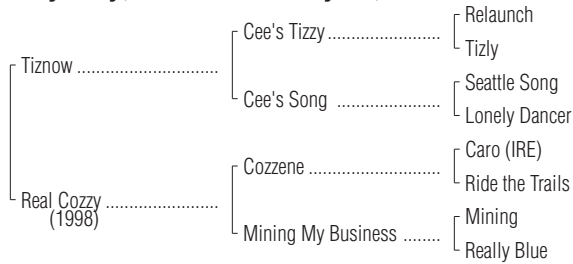 Tiznow ..............................
Real Cozzy .......................
(1998)
Cee's Tizzy ........................
Cee's Song ......................
Cozzene ...........................
Mining My Business ........
Relaunch
Tizly
Seattle Song
Lonely Dancer
Caro (IRE)
Ride the Trails
Mining
Really Blue